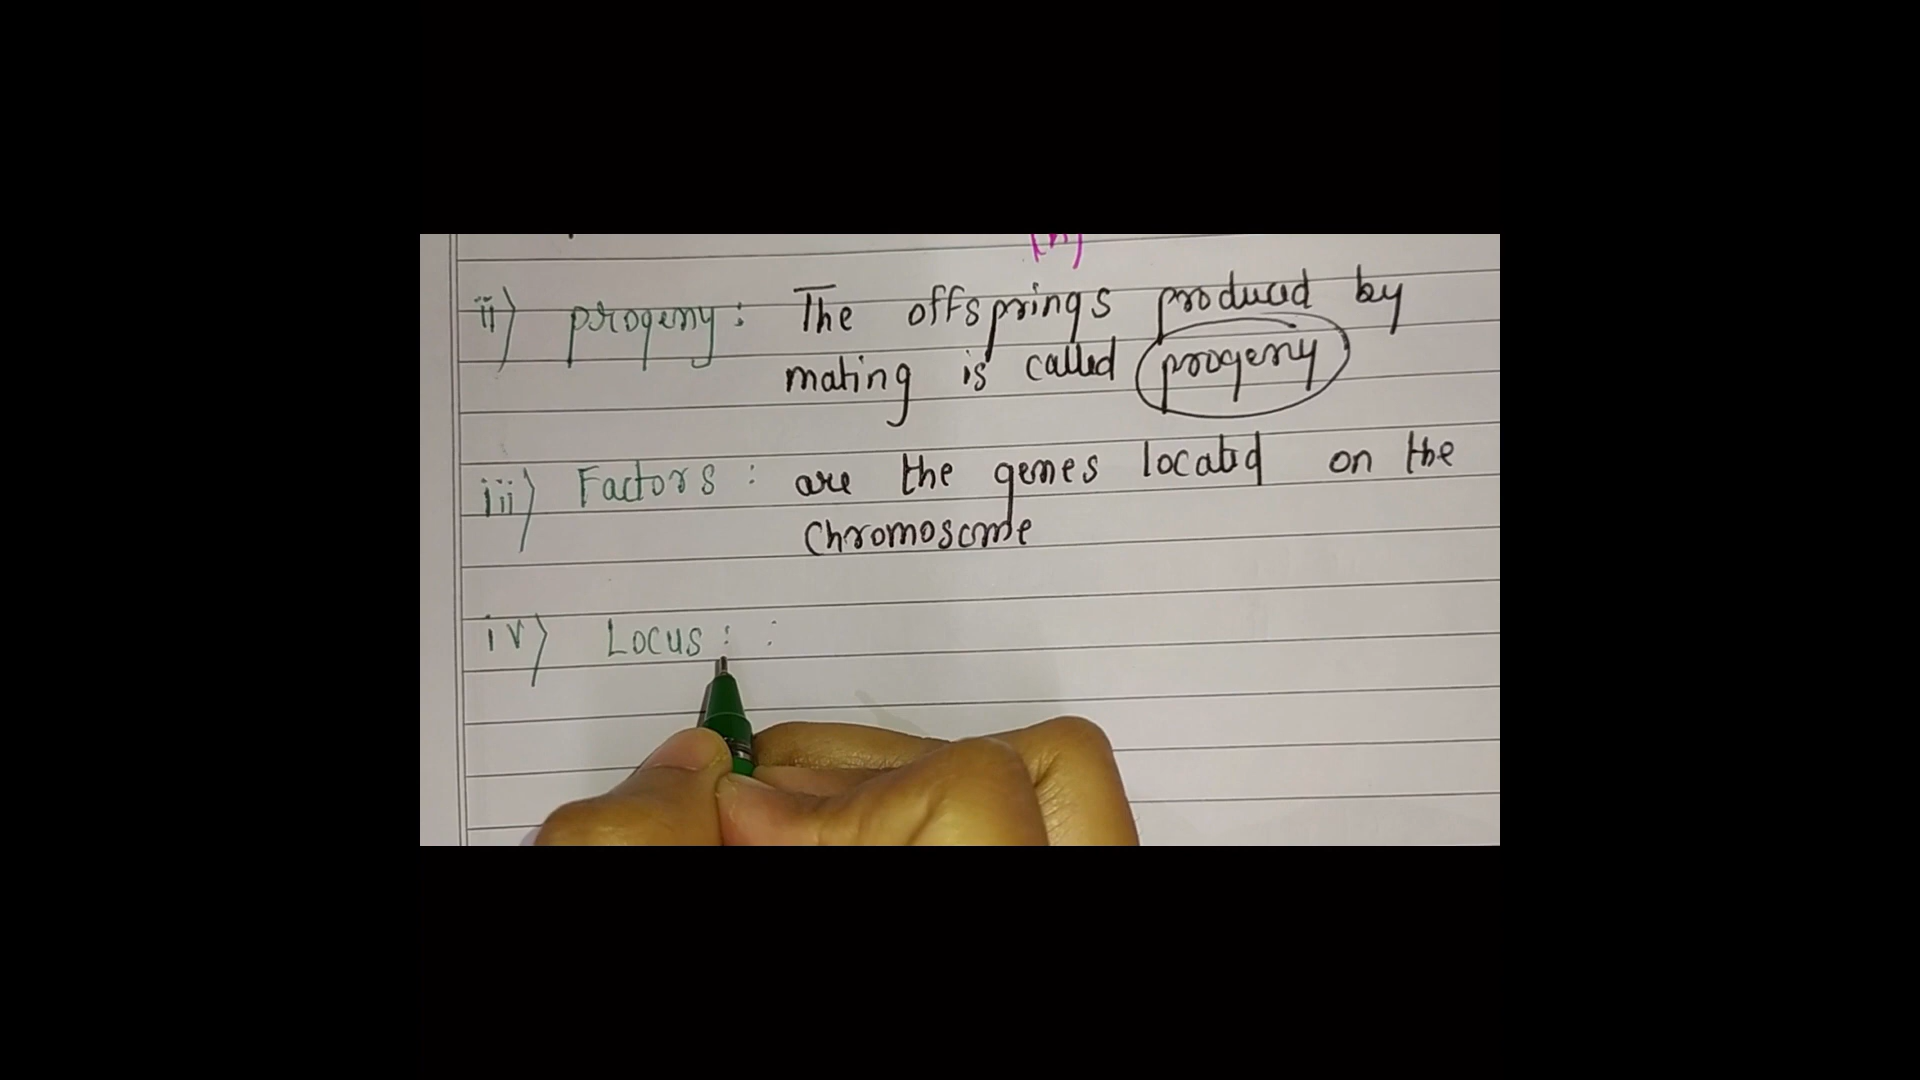 ii) progeny: The offsprings produced by
mating is called progeny
iii) Factors: are the genes located on the
Chromosome
iv) Locus: :